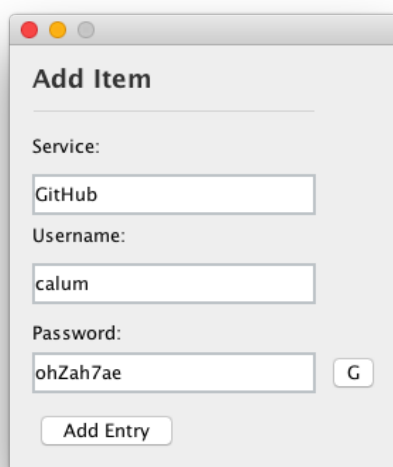 Add Item
Service:
GitHub
Username:
calum
Password:
ohZah7ae
G
Add Entry